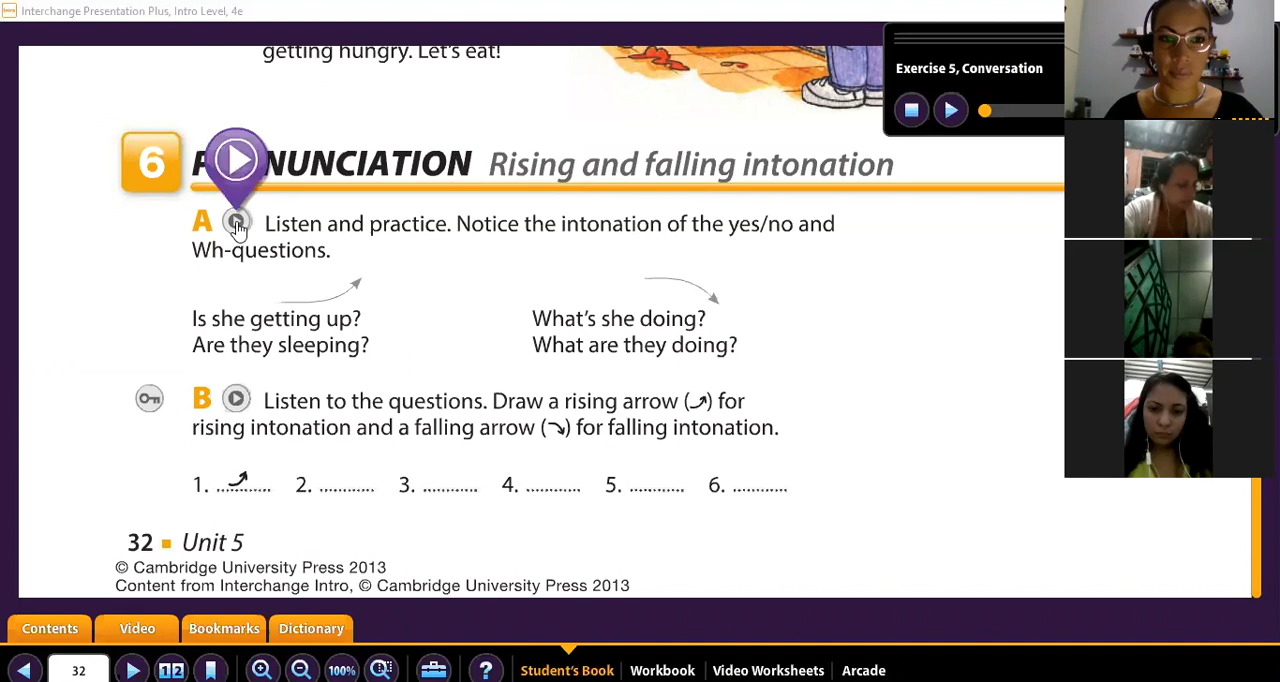 Interchange Presentation Plus, Intro Level, 4e
getting hungry. Let's eat!
Exercise 5, Conversation
6 PRONUNCIATION Rising and falling intonation
A Listen and practice. Notice the intonation of the yes/no and
Wh-questions.
Is she getting up? What's she doing?
Are they sleeping? What are they doing?
B Listen to the questions. Draw a rising arrow (↗) for
rising intonation and a falling arrow (↘) for falling intonation.
1. ........... 2. ........... 3. ........... 4. ........... 5. ........... 6. ...........
32 ▪ Unit 5
© Cambridge University Press 2013
Content from Interchange Intro, © Cambridge University Press 2013
Contents Video Bookmarks Dictionary
32 1 2 100% ? Student's Book Workbook Video Worksheets Arcade